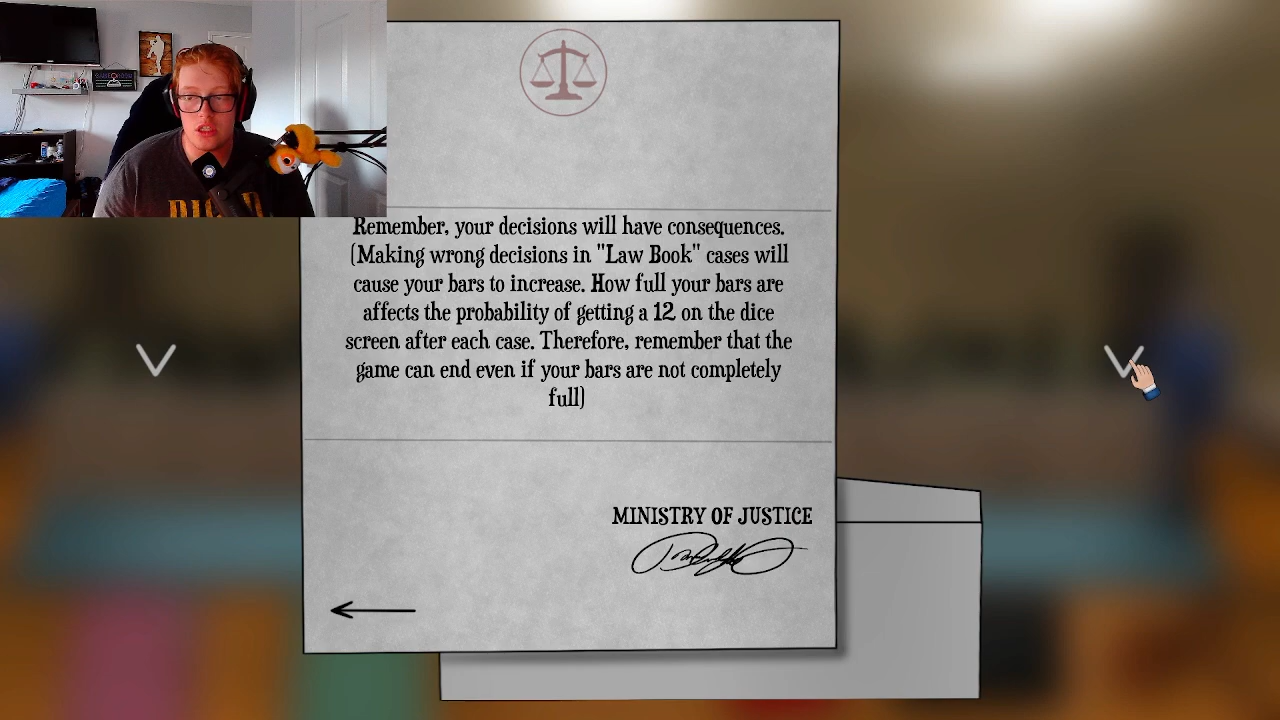 Remember, your decisions will have consequences.
(Making wrong decisions in "Law Book" cases will
cause your bars to increase. How full your bars are
affects the probability of getting a 12 on the dice
screen after each case. Therefore, remember that the
game can end even if your bars are not completely
full)
MINISTRY OF JUSTICE